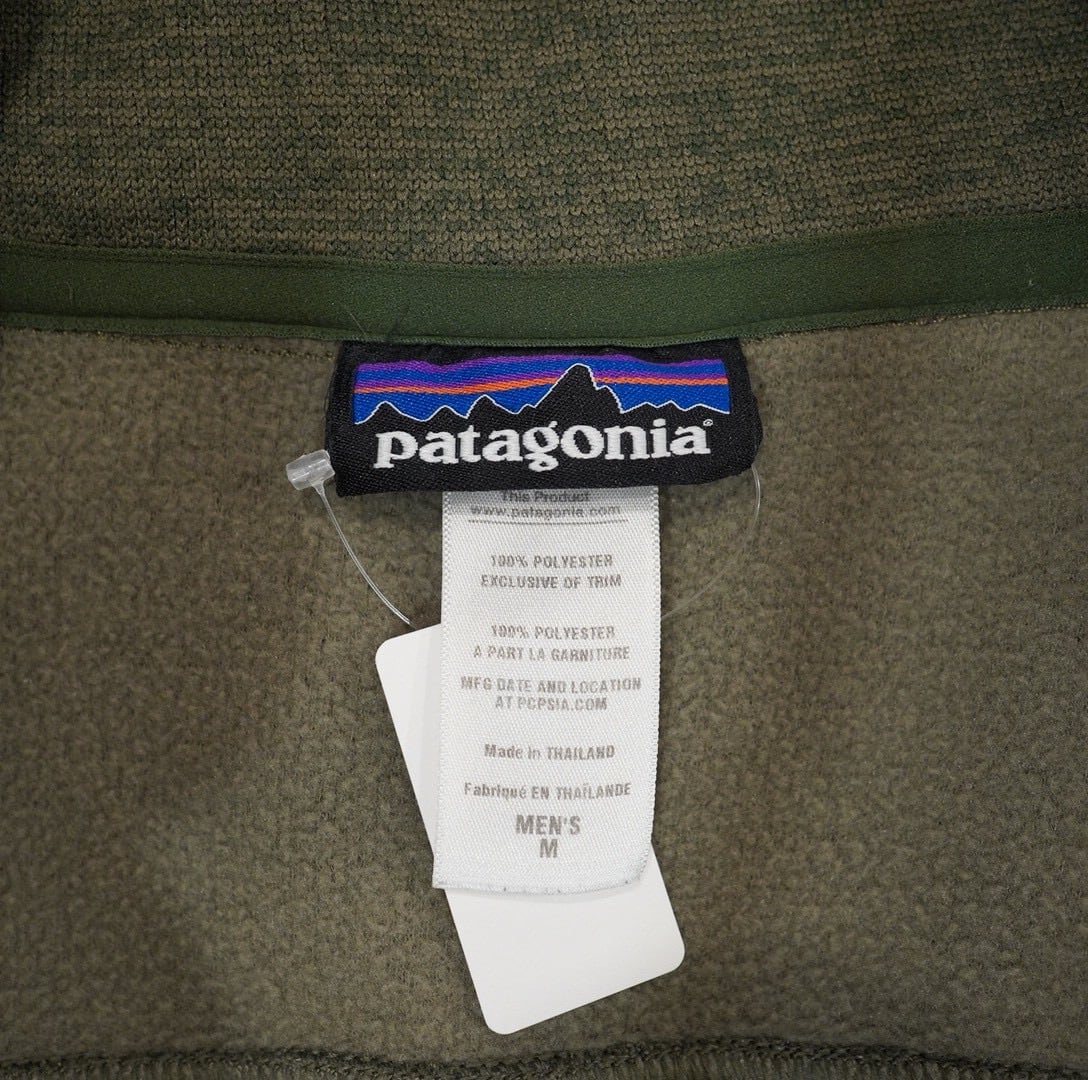 patagonia®
This Product
www.patagonia.com
100% POLYESTER
EXCLUSIVE OF TRIM
100% POLYESTER
A PART LA GARNITURE
MFG DATE AND LOCATION
AT PCPSIA.COM
Made in THAILAND
Fabriqué EN THAÏLANDE
MEN'S
M